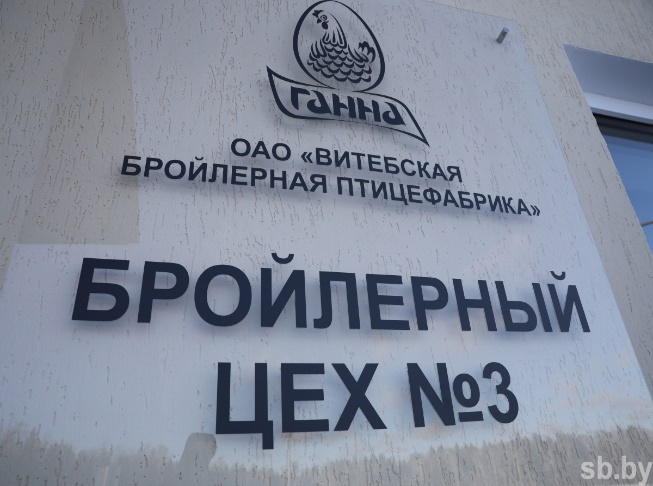 ГАННА
ОАО «ВИТЕБСКАЯ
БРОЙЛЕРНАЯ ПТИЦЕФАБРИКА»
БРОЙЛЕРНЫЙ
ЦЕХ №3
sb.by